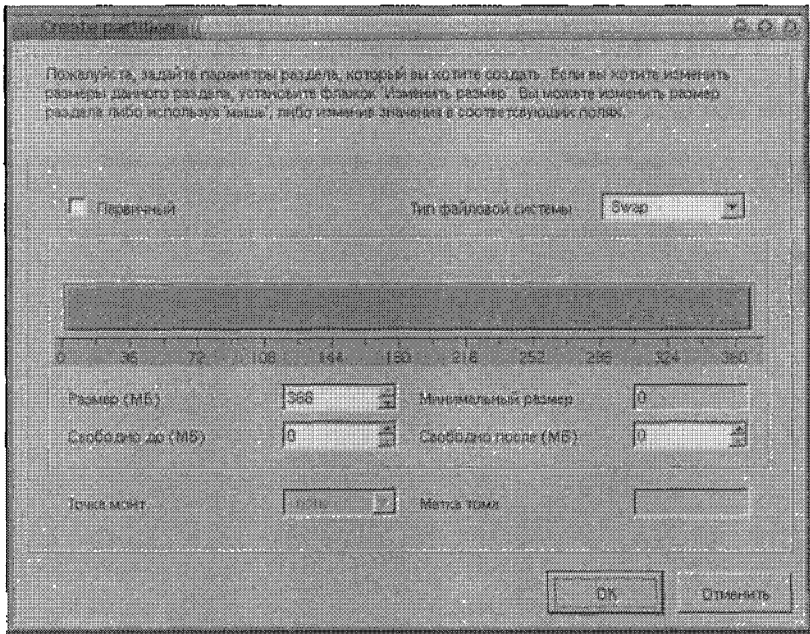 Create partition
Пожалуйста, задайте параметры раздела, который вы хотите создать. Если вы хотите изменить
размеры данного раздела, установите флажок 'Изменить размер'. Вы можете изменить размер
раздела либо используя 'мышь', либо изменив значения в соответсвующих полях.
Первичный Тип файловой системы Swap
0 36 72 108 144 180 216 252 288 324 360
Размер (МБ) 366 Минимальный размер 0
Свободно до (МБ) 0 Свободно после (МБ) 0
Точка монт none Метка тома
OK Отменить